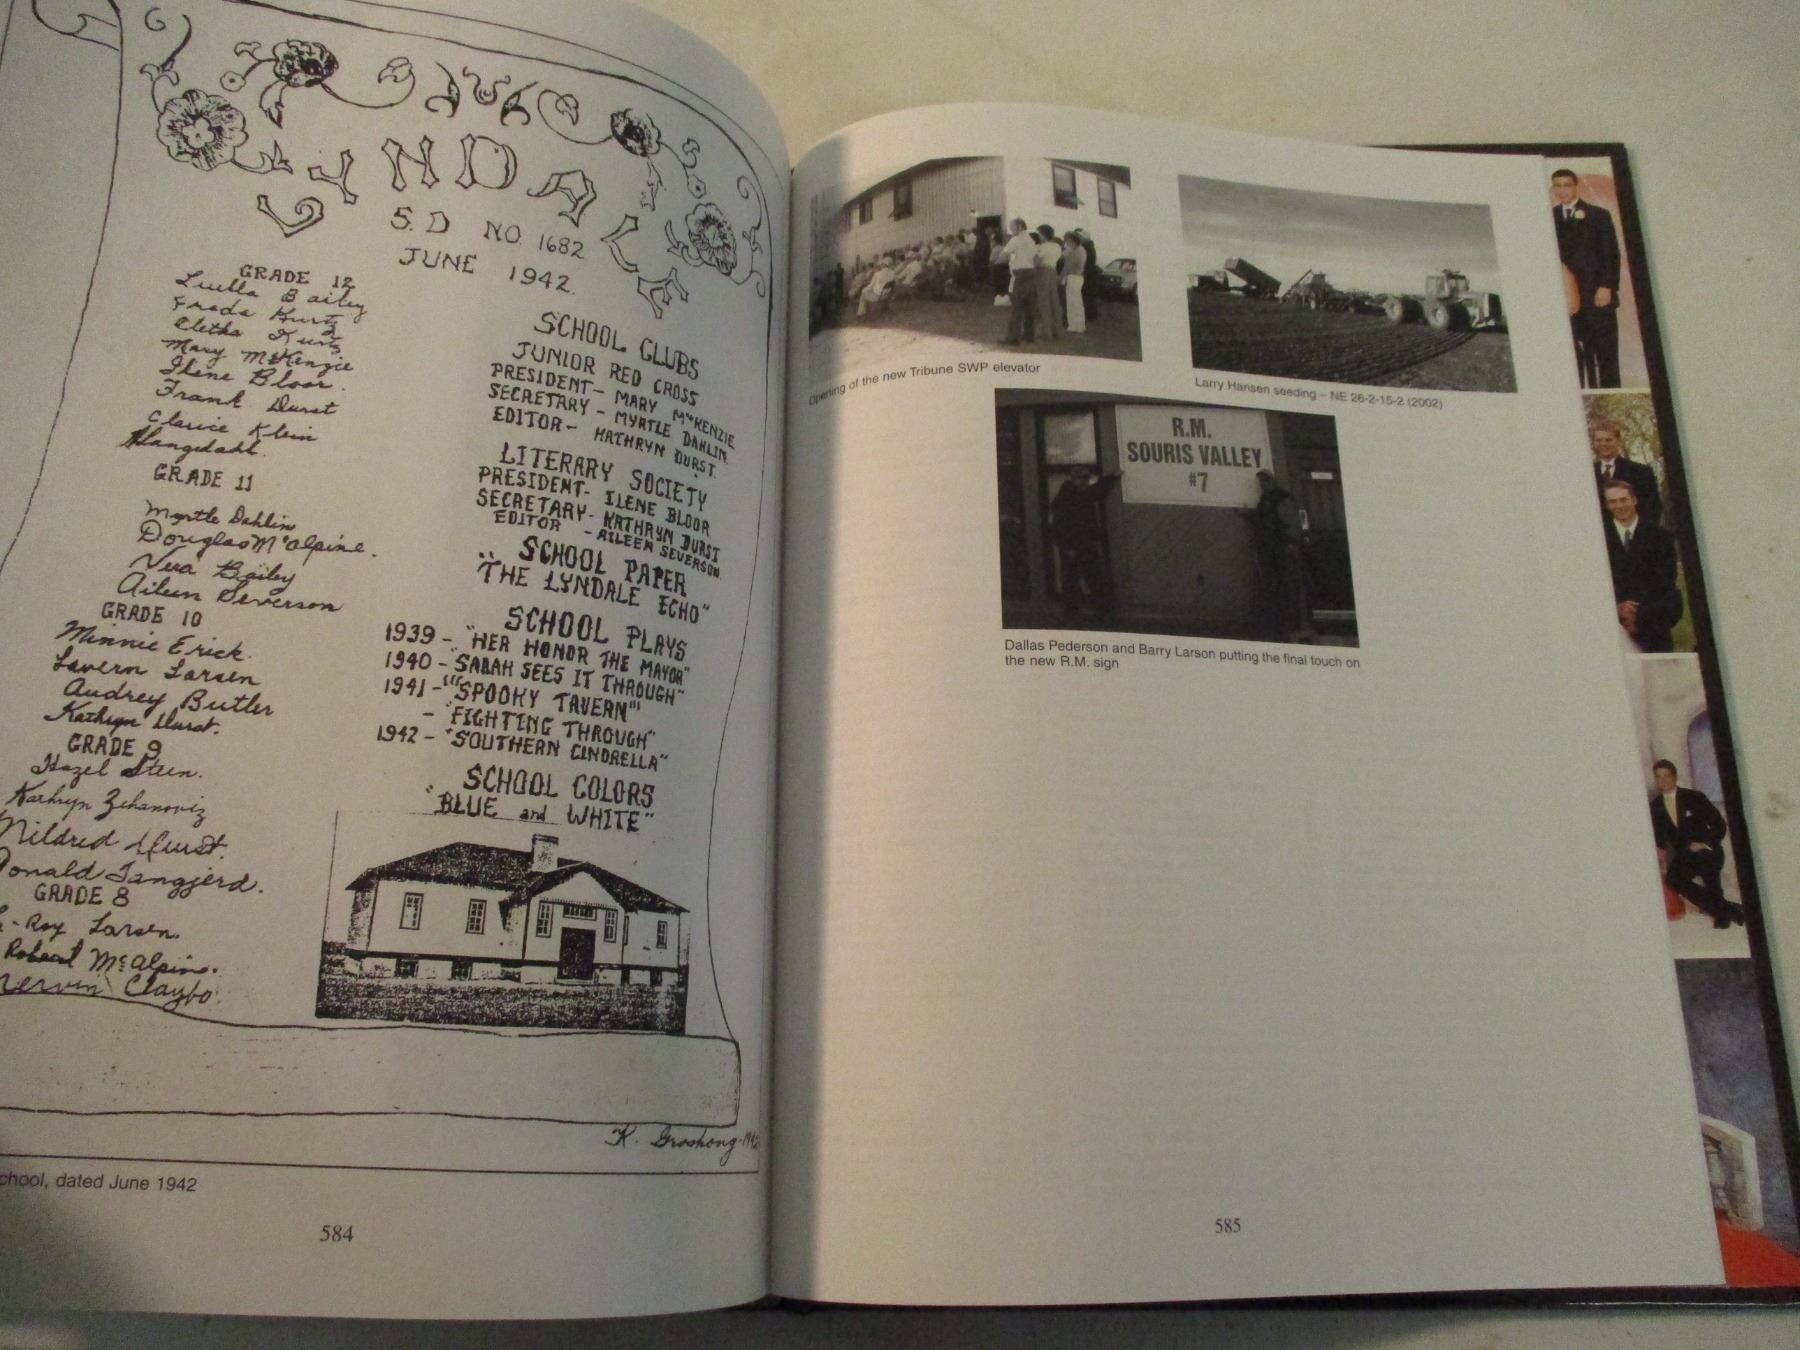 LYNDALE
S.D NO. 1682
JUNE 1942.
GRADE 12
Luella Bailey
Freda Kurtz
Cletha Kurtz
Mary McKenzie
Ilene Bloor.
Frank Durst
Clarice Klein
GRADE 11
Myrtle Dahlin
Douglas McAlpine.
Vera Bailey
Aileen Severson
GRADE 10
Minnie Erick.
Lavern Larsen
Audrey Butler
Kathryn Durst.
GRADE 9
Hazel Steen.
Kathryn
Mildred Durst.
Donald Tangjerd.
GRADE 8
-Roy Larsen.
Robert McAlpine.
Claybo.
SCHOOL CLUBS
JUNIOR RED CROSS
PRESIDENT - MARY McKENZIE
SECRETARY - MYRTLE DAHLIN.
EDITOR - KATHRYN DURST.
LITERARY SOCIETY
PRESIDENT - ILENE BLOOR
SECRETARY - KATHRYN DURST
EDITOR - AILEEN SEVERSON
SCHOOL PAPER
"THE LYNDALE ECHO"
SCHOOL PLAYS
1939 - "HER HONOR THE MAYOR"
1940 - "SARAH SEES IT THROUGH"
1941 - "SPOOKY TAVERN"
- "FIGHTING THROUGH"
1942 - "SOUTHERN CINDRELLA"
SCHOOL COLORS
"BLUE and WHITE"
K. Groshong-1942
chool, dated June 1942
584
Opening of the new Tribune SWP elevator
Larry Hansen seeding – NE 26-2-15-2 (2002)
R.M.
SOURIS VALLEY
#7
Dallas Pederson and Barry Larson putting the final touch on
the new R.M. sign
585